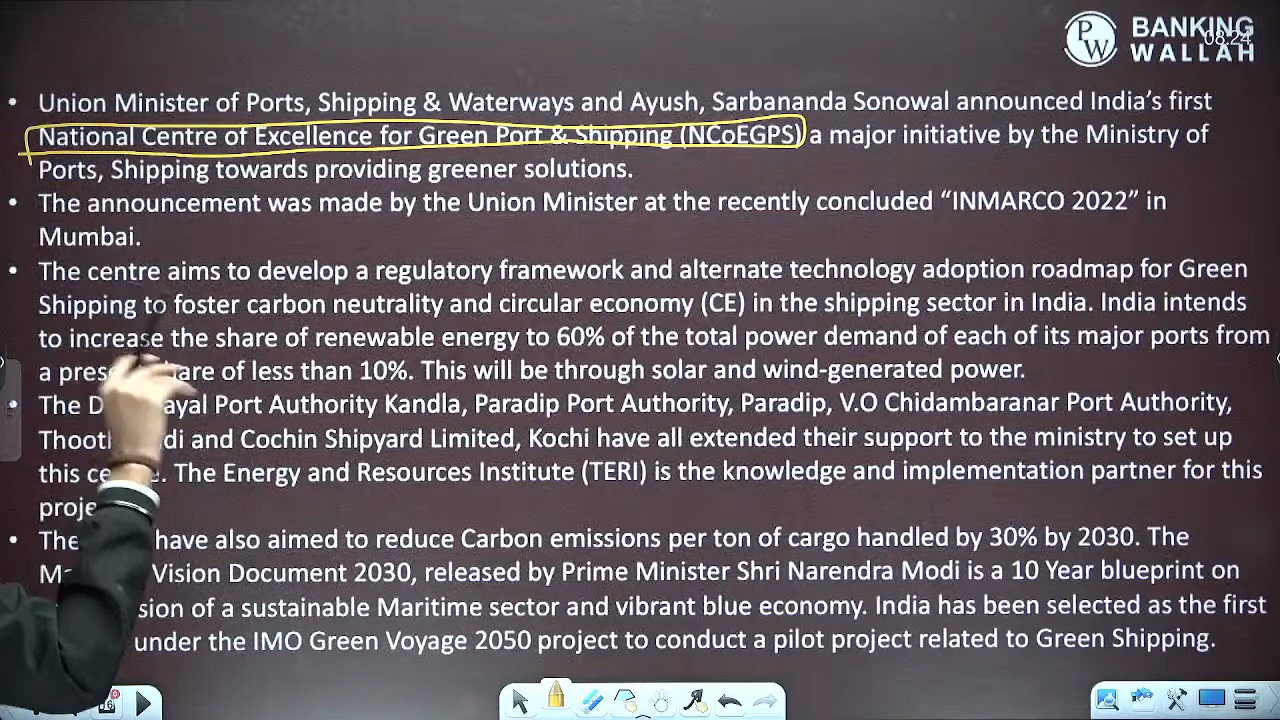 PW
BANKING
WALLAH
08:24
• Union Minister of Ports, Shipping & Waterways and Ayush, Sarbananda Sonowal announced India's first
National Centre of Excellence for Green Port & Shipping (NCoEGPS) a major initiative by the Ministry of
Ports, Shipping towards providing greener solutions.
• The announcement was made by the Union Minister at the recently concluded “INMARCO 2022” in
Mumbai.
• The centre aims to develop a regulatory framework and alternate technology adoption roadmap for Green
Shipping to foster carbon neutrality and circular economy (CE) in the shipping sector in India. India intends
to increase the share of renewable energy to 60% of the total power demand of each of its major ports from
a of less than 10%. This will be through solar and wind-generated power.
• The Port Authority Kandla, Paradip Port Authority, Paradip, V.O Chidambaranar Port Authority,
and Cochin Shipyard Limited, Kochi have all extended their support to the ministry to set up
this The Energy and Resources Institute (TERI) is the knowledge and implementation partner for this
• The have also aimed to reduce Carbon emissions per ton of cargo handled by 30% by 2030. The
Vision Document 2030, released by Prime Minister Shri Narendra Modi is a 10 Year blueprint on
of a sustainable Maritime sector and vibrant blue economy. India has been selected as the first
under the IMO Green Voyage 2050 project to conduct a pilot project related to Green Shipping.